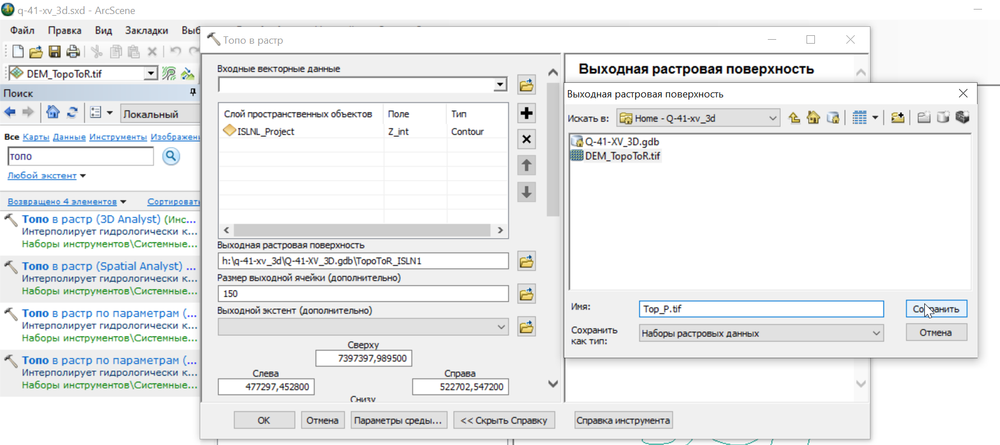 q-41-xv_3d.sxd - ArcScene
Файл Правка Вид Закладки Выб
DEM_TopoToR.tif
Поиск
Локальный
Все Карты Данные Инструменты Изображен
топо
Любой экстент
Возвращено 4 элементов Сортировать
Топо в растр (3D Analyst) (Инс...
Интерполирует гидрологически к...
Наборы инструментов\Системные...
Топо в растр (Spatial Analyst) ...
Интерполирует гидрологически к...
Наборы инструментов\Системные...
Топо в растр по параметрам (...
Интерполирует гидрологически к...
Наборы инструментов\Системные...
Топо в растр по параметрам (...
Интерполирует гидрологически к...
Наборы инструментов\Системные...
Топо в растр
Входные векторные данные
Слой пространственных объектов Поле Тип
ISLNL_Project Z_int Contour
Выходная растровая поверхность
h:\q-41-xv_3d\Q-41-XV_3D.gdb\TopoToR_ISLN1
Размер выходной ячейки (дополнительно)
150
Выходной экстент (дополнительно)
Сверху
7397397,989500
Слева Справа
477297,452800 522702,547200
Снизу
OK Отмена Параметры среды... << Скрыть Справку Справка инструмента
Выходная растровая поверхность
Выходная растровая поверхность
Искать в: Home - Q-41-xv_3d
Q-41-XV_3D.gdb
DEM_TopoToR.tif
Имя: Top_P.tif Сохранить
Сохранить как тип: Наборы растровых данных Отмена